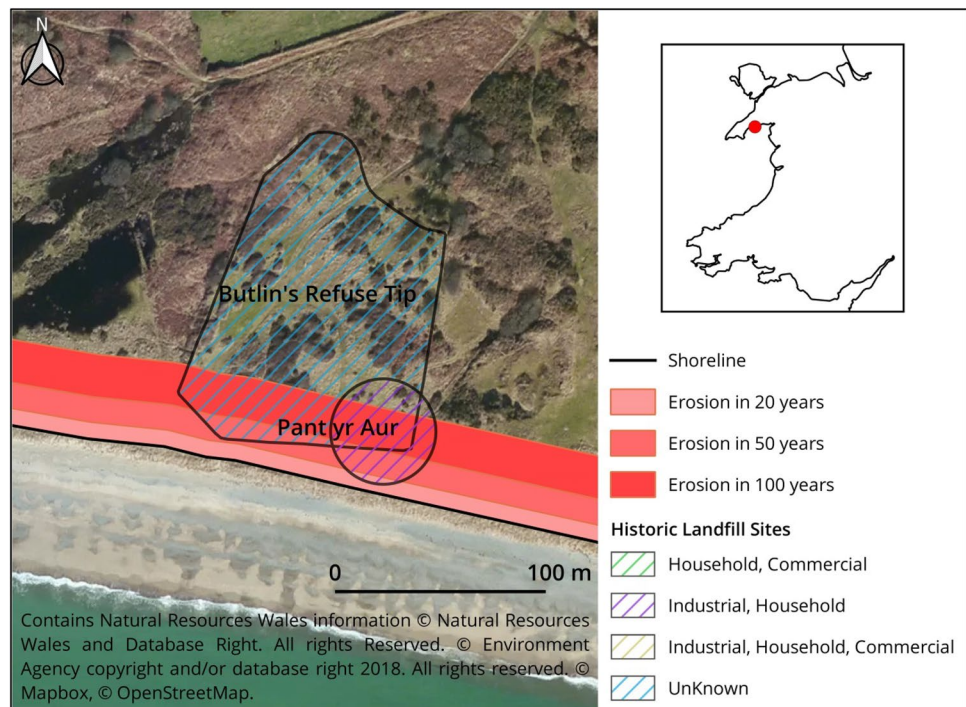 N
Butlin's Refuse Tip
Pant yr Aur
0 100 m
Contains Natural Resources Wales information © Natural Resources
Wales and Database Right. All rights Reserved. © Environment
Agency copyright and/or database right 2018. All rights reserved. ©
Mapbox, © OpenStreetMap.
Shoreline
Erosion in 20 years
Erosion in 50 years
Erosion in 100 years
Historic Landfill Sites
Household, Commercial
Industrial, Household
Industrial, Household, Commercial
UnKnown